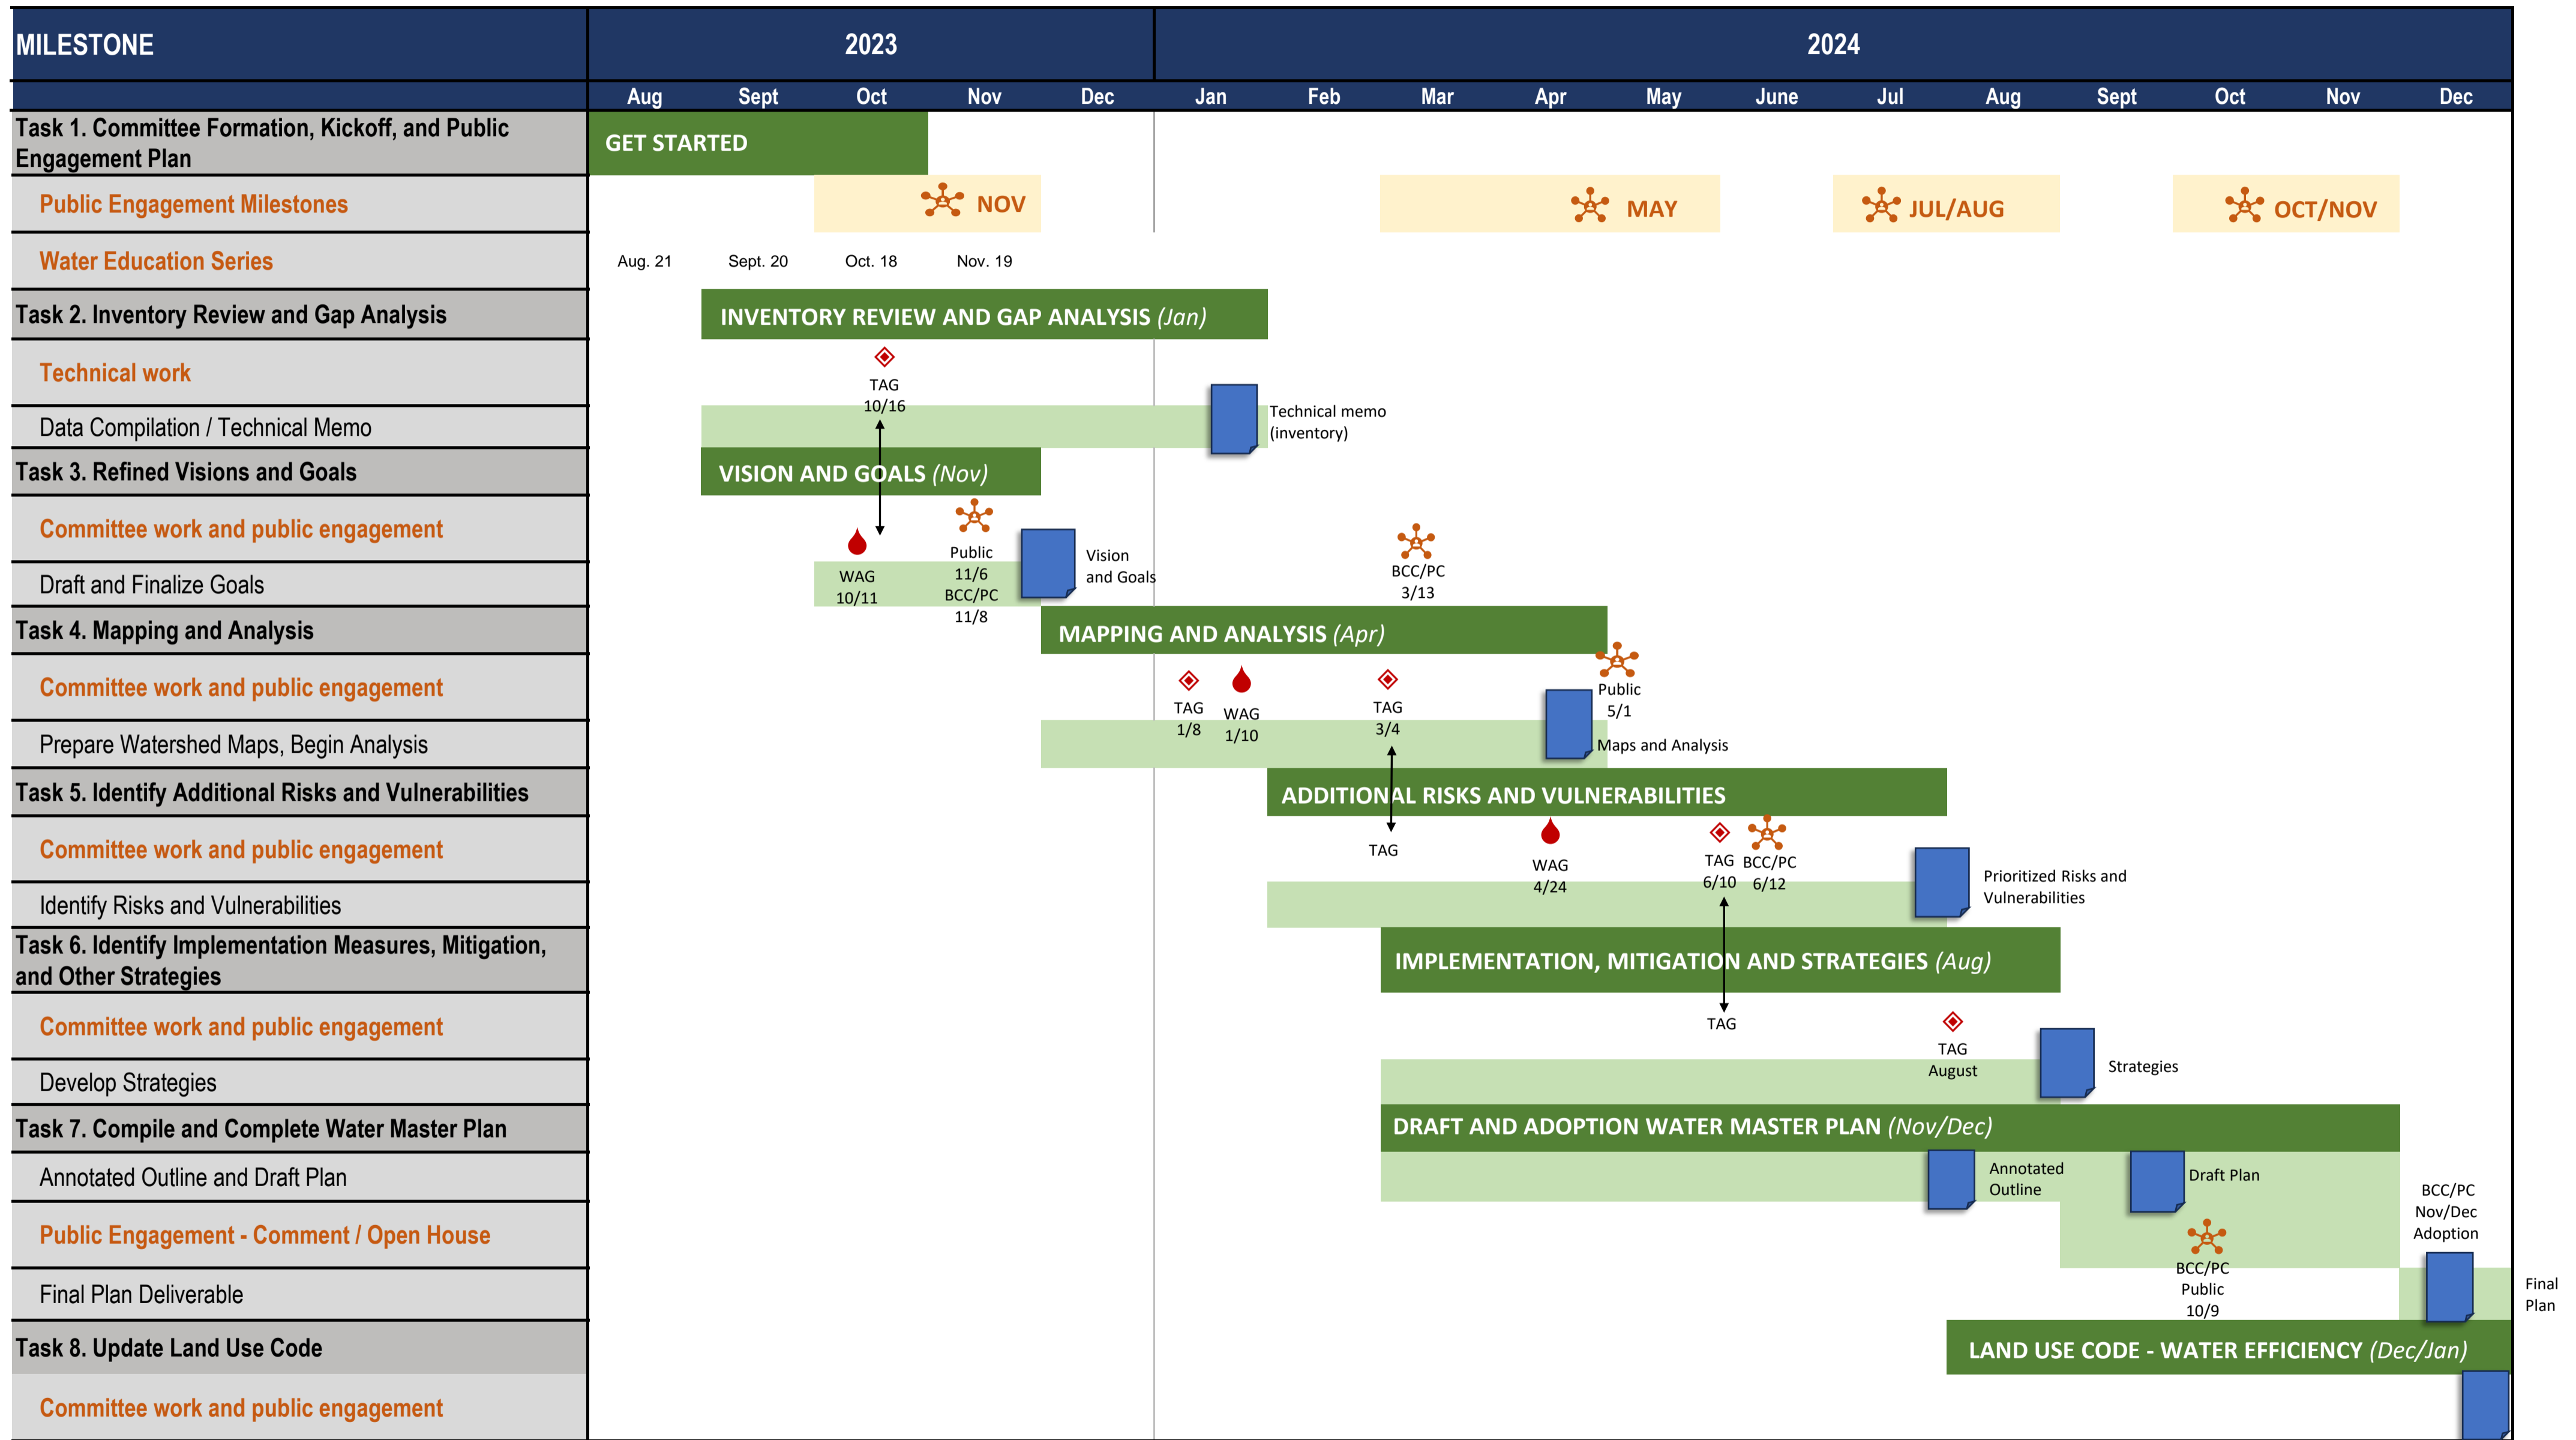 MILESTONE
2023
2024
Aug Sept Oct Nov Dec Jan Feb Mar Apr May June Jul Aug Sept Oct Nov Dec
Task 1. Committee Formation, Kickoff, and Public
Engagement Plan
GET STARTED
Public Engagement Milestones
NOV
MAY
JUL/AUG
OCT/NOV
Water Education Series
Aug. 21
Sept. 20
Oct. 18
Nov. 19
Task 2. Inventory Review and Gap Analysis
INVENTORY REVIEW AND GAP ANALYSIS (Jan)
Technical work
TAG
10/16
Data Compilation / Technical Memo
Technical memo
(inventory)
Task 3. Refined Visions and Goals
VISION AND GOALS (Nov)
Committee work and public engagement
WAG
10/11
Public
11/6
BCC/PC
11/8
Vision
and Goals
BCC/PC
3/13
Draft and Finalize Goals
Task 4. Mapping and Analysis
MAPPING AND ANALYSIS (Apr)
Committee work and public engagement
TAG
1/8
WAG
1/10
TAG
3/4
Public
5/1
Prepare Watershed Maps, Begin Analysis
Maps and Analysis
Task 5. Identify Additional Risks and Vulnerabilities
ADDITIONAL RISKS AND VULNERABILITIES
Committee work and public engagement
TAG
WAG
4/24
TAG
6/10
BCC/PC
6/12
Prioritized Risks and
Vulnerabilities
Identify Risks and Vulnerabilities
Task 6. Identify Implementation Measures, Mitigation,
and Other Strategies
IMPLEMENTATION, MITIGATION AND STRATEGIES (Aug)
Committee work and public engagement
TAG
TAG
August
Strategies
Develop Strategies
Task 7. Compile and Complete Water Master Plan
DRAFT AND ADOPTION WATER MASTER PLAN (Nov/Dec)
Annotated Outline and Draft Plan
Annotated
Outline
Draft Plan
Public Engagement - Comment / Open House
BCC/PC
Public
10/9
BCC/PC
Nov/Dec
Adoption
Final Plan Deliverable
Final
Plan
Task 8. Update Land Use Code
LAND USE CODE - WATER EFFICIENCY (Dec/Jan)
Committee work and public engagement